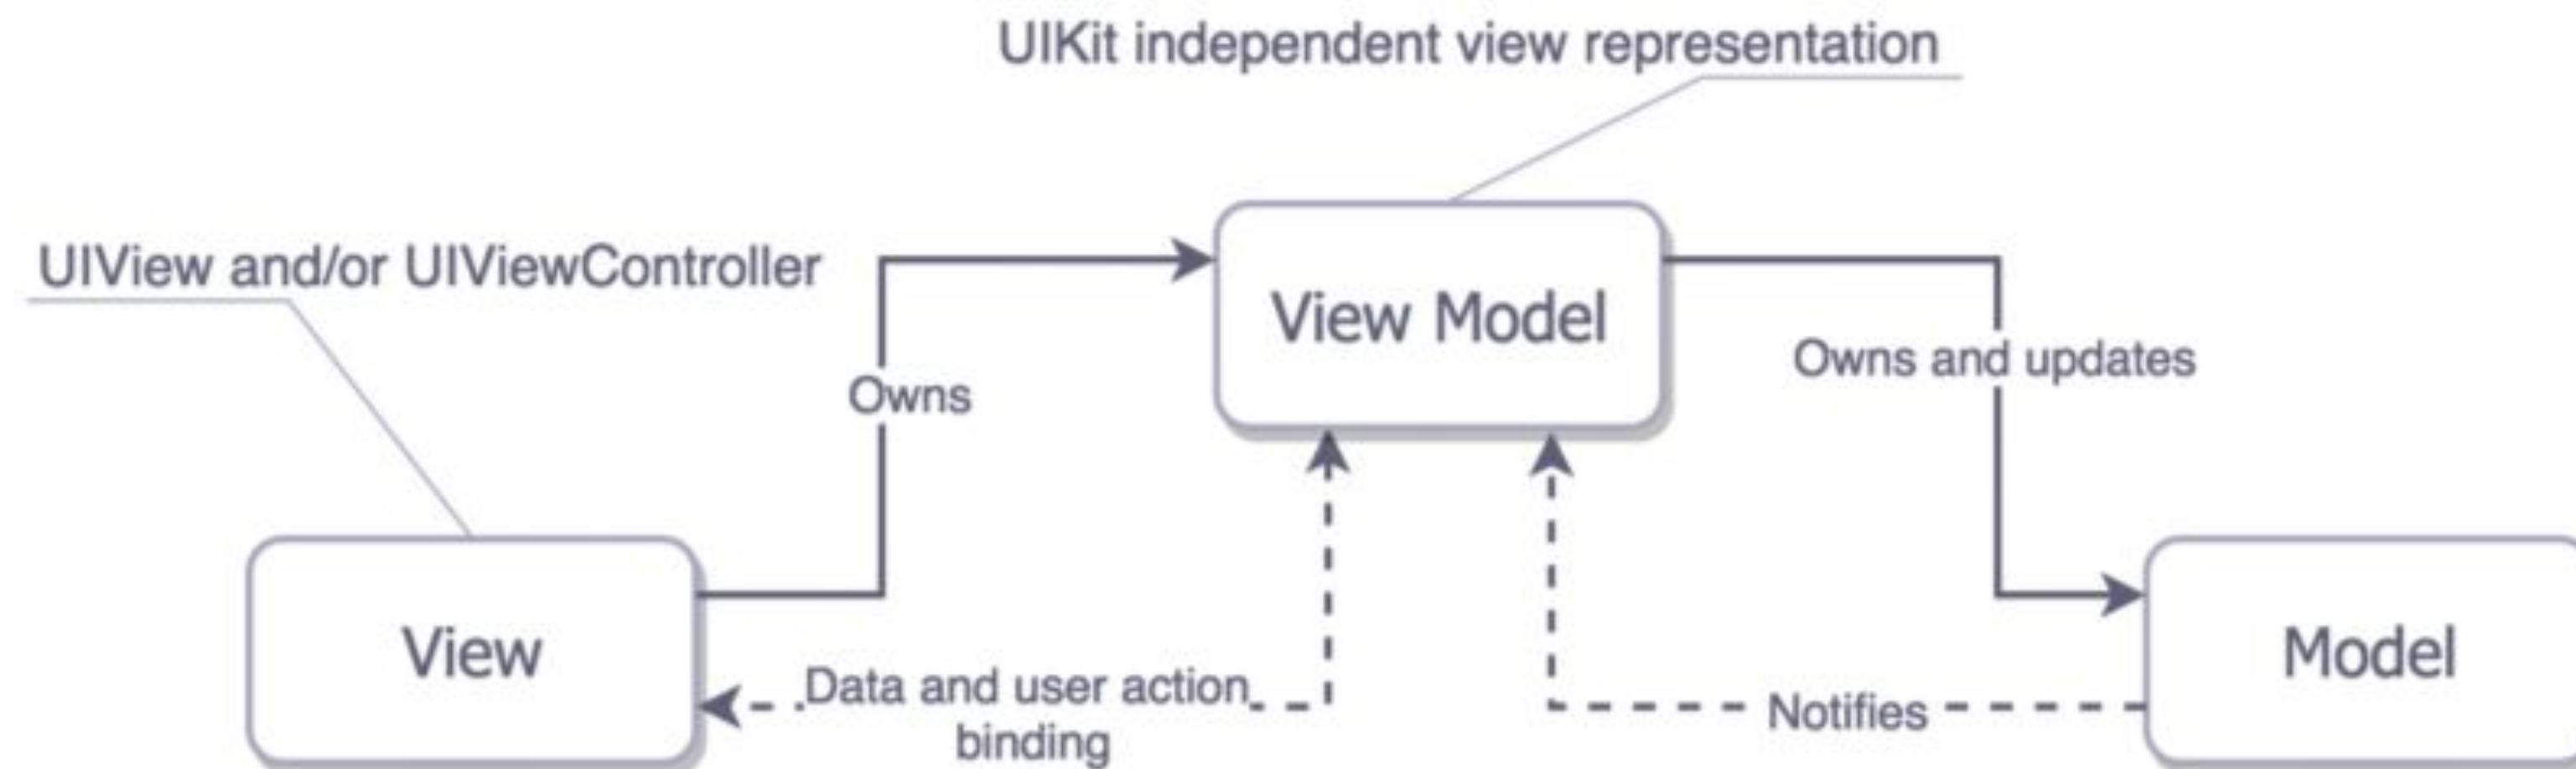 UIKit independent view representation
UIView and/or UIViewController
View Model
Owns and updates
Owns
View
Model
Data and user action
binding
Notifies